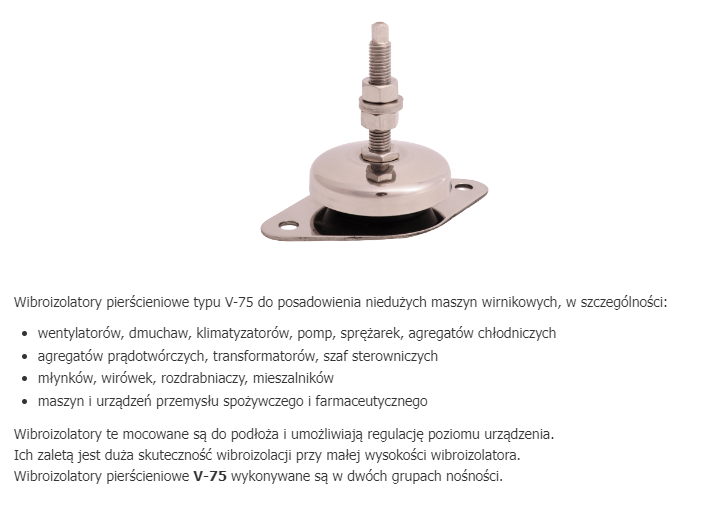 Wibroizolatory pierścieniowe typu V-75 do posadowienia niedużych maszyn wirnikowych, w szczególności:
• wentylatorów, dmuchaw, klimatyzatorów, pomp, sprężarek, agregatów chłodniczych
• agregatów prądotwórczych, transformatorów, szaf sterowniczych
• młynków, wirówek, rozdrabniaczy, mieszalników
• maszyn i urządzeń przemysłu spożywczego i farmaceutycznego
Wibroizolatory te mocowane są do podłoża i umożliwiają regulację poziomu urządzenia.
Ich zaletą jest duża skuteczność wibroizolacji przy małej wysokości wibroizolatora.
Wibroizolatory pierścieniowe V-75 wykonywane są w dwóch grupach nośności.